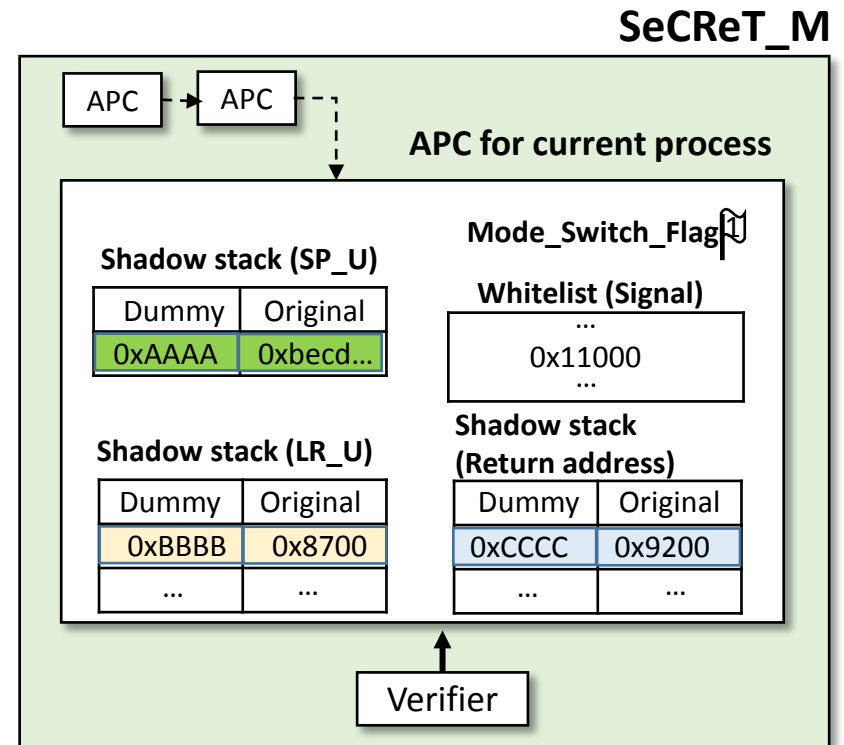 SeCReT_M
APC
APC
APC for current process
Mode_Switch_Flag 1
Shadow stack (SP_U)
Dummy Original
0xAAAA 0xbecd...
Whitelist (Signal)
...
0x11000
...
Shadow stack (LR_U)
Dummy Original
0xBBBB 0x8700
... ...
Shadow stack
(Return address)
Dummy Original
0xCCCC 0x9200
... ...
Verifier